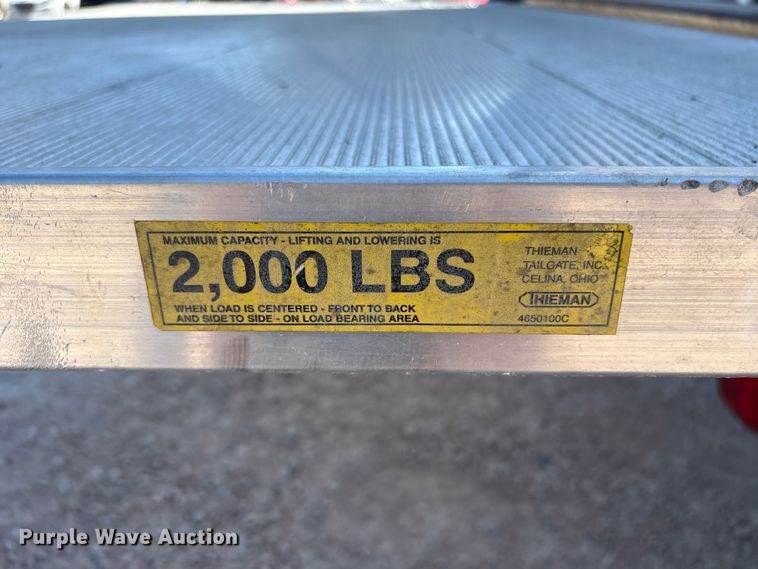 MAXIMUM CAPACITY - LIFTING AND LOWERING IS
2,000 LBS
WHEN LOAD IS CENTERED - FRONT TO BACK
AND SIDE TO SIDE - ON LOAD BEARING AREA
THIEMAN
TAILGATE, INC.
CELINA, OHIO
THIEMAN
4650100C
Purple Wave Auction